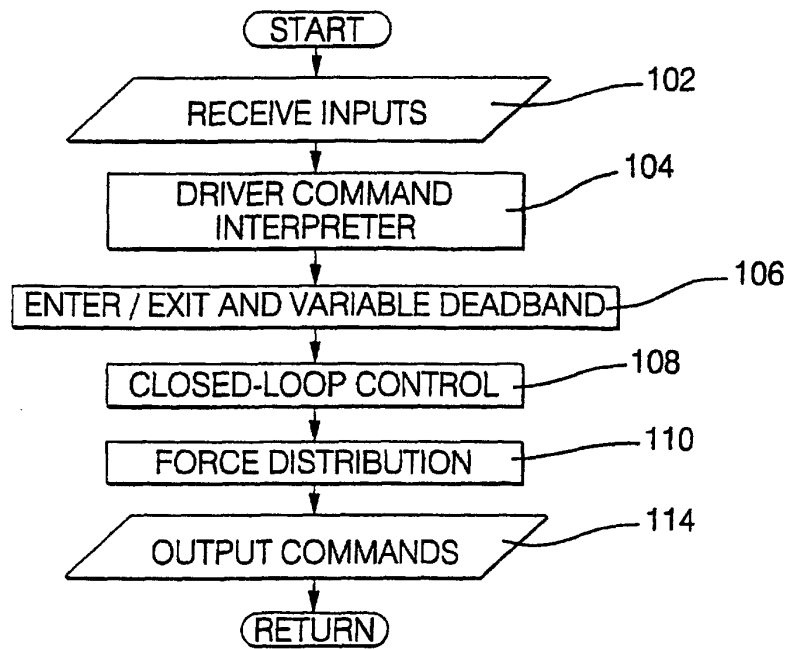 START
RECEIVE INPUTS
102
DRIVER COMMAND
INTERPRETER
104
ENTER / EXIT AND VARIABLE DEADBAND
106
CLOSED-LOOP CONTROL
108
FORCE DISTRIBUTION
110
OUTPUT COMMANDS
114
RETURN